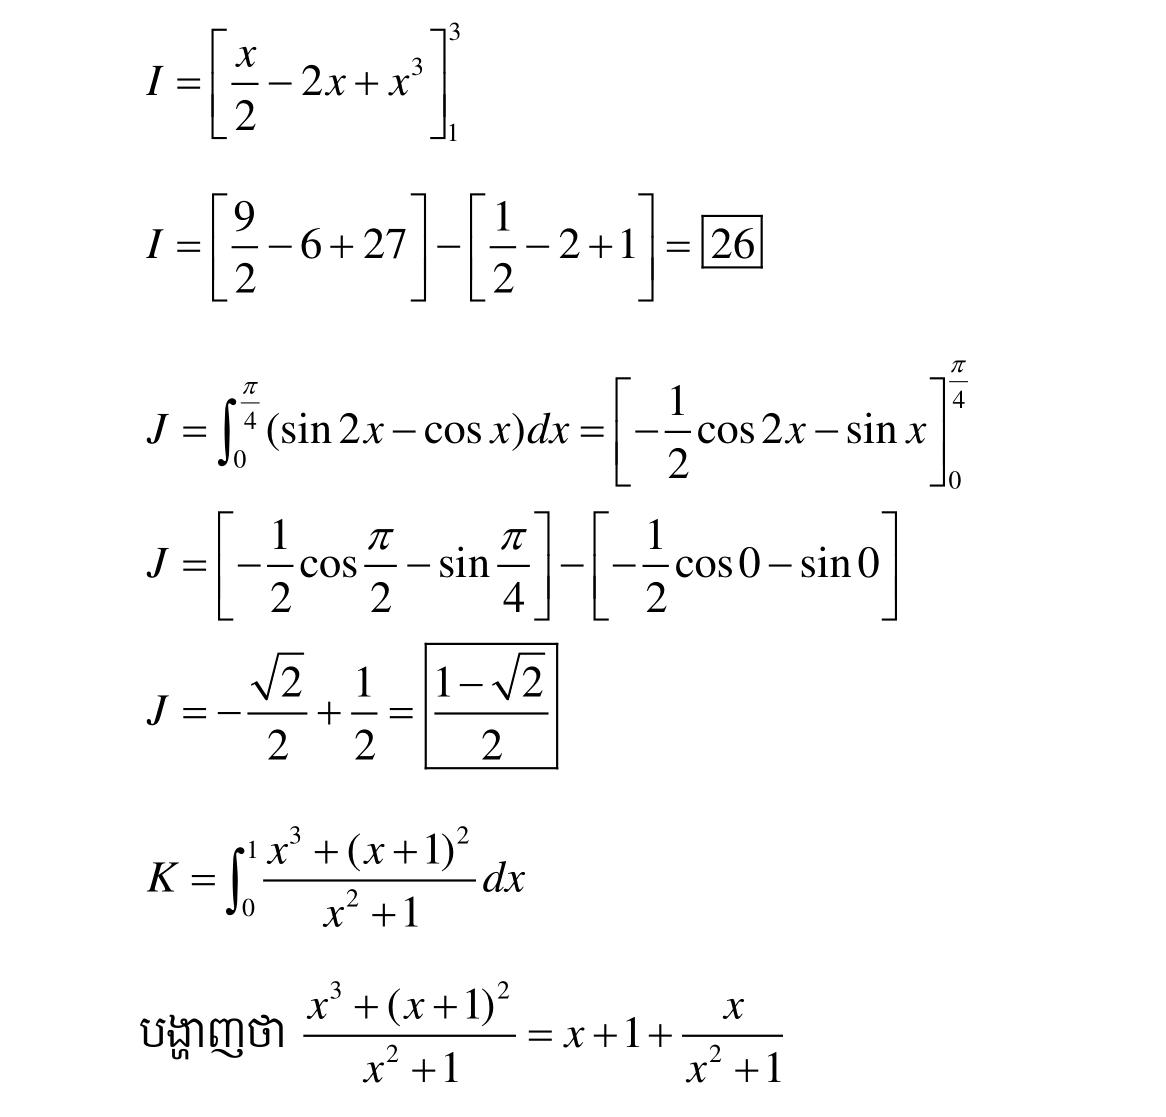 I = [x/2 − 2x + x³]₁³
I = [9/2 − 6 + 27] − [1/2 − 2 + 1] = 26
J = ∫₀^(π/4) (sin 2x − cos x)dx = [−1/2 cos 2x − sin x]₀^(π/4)
J = [−1/2 cos π/2 − sin π/4] − [−1/2 cos 0 − sin 0]
J = −√2/2 + 1/2 = (1 − √2)/2
K = ∫₀¹ (x³ + (x + 1)²)/(x² + 1) dx
បង្ហាញថា (x³ + (x + 1)²)/(x² + 1) = x + 1 + x/(x² + 1)